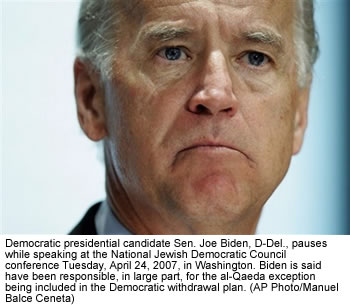 Democratic presidential candidate Sen. Joe Biden, D-Del., pauses
while speaking at the National Jewish Democratic Council
conference Tuesday, April 24, 2007, in Washington. Biden is said
have been responsible, in large part, for the al-Qaeda exception
being included in the Democratic withdrawal plan. (AP Photo/Manuel
Balce Ceneta)